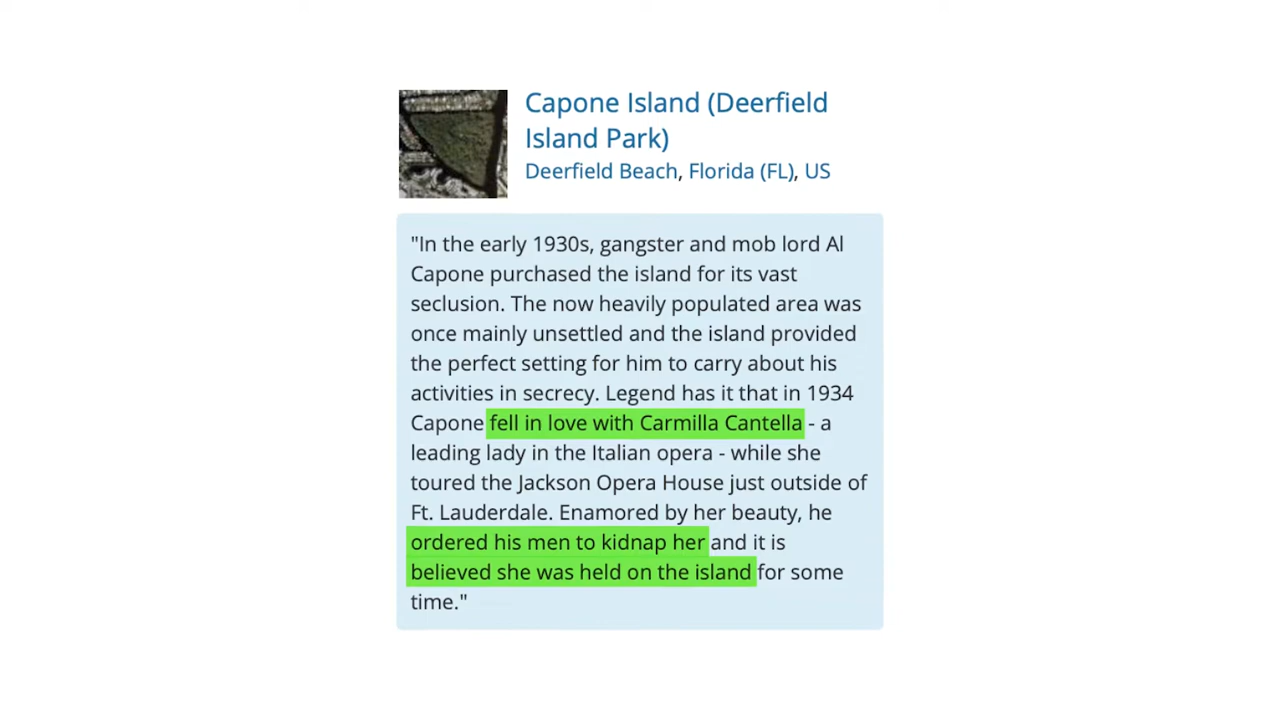 Capone Island (Deerfield
Island Park)
Deerfield Beach, Florida (FL), US
"In the early 1930s, gangster and mob lord Al
Capone purchased the island for its vast
seclusion. The now heavily populated area was
once mainly unsettled and the island provided
the perfect setting for him to carry about his
activities in secrecy. Legend has it that in 1934
Capone fell in love with Carmilla Cantella - a
leading lady in the Italian opera - while she
toured the Jackson Opera House just outside of
Ft. Lauderdale. Enamored by her beauty, he
ordered his men to kidnap her and it is
believed she was held on the island for some
time."